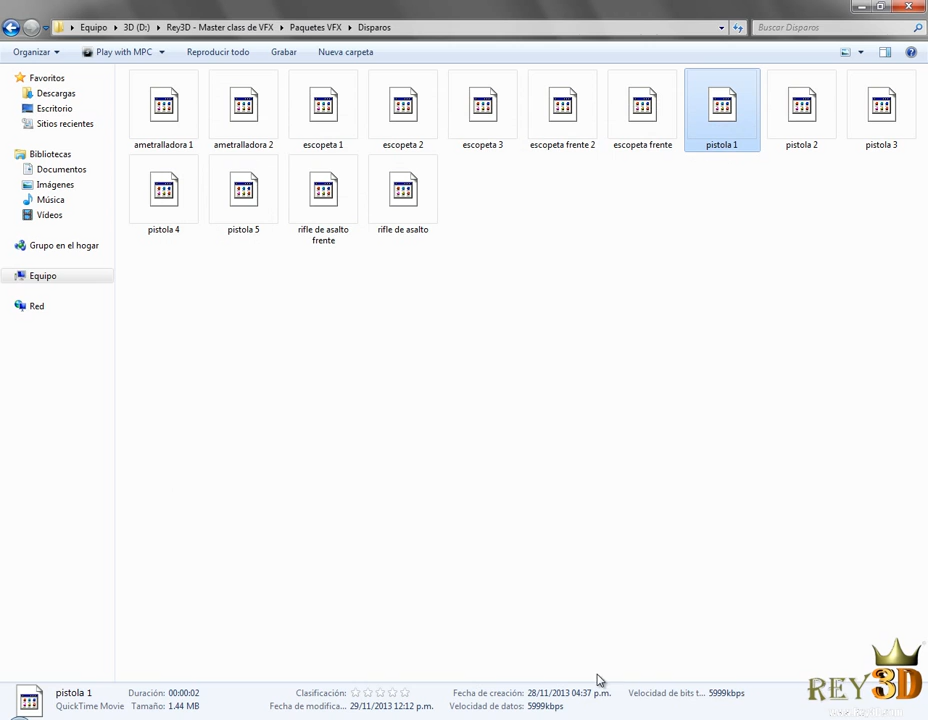 Equipo ▸ 3D (D:) ▸ Rey3D - Master class de VFX ▸ Paquetes VFX ▸ Disparos
Buscar Disparos
Organizar
Play with MPC
Reproducir todo
Grabar
Nueva carpeta
Favoritos
Descargas
Escritorio
Sitios recientes
Bibliotecas
Documentos
Imágenes
Música
Vídeos
Grupo en el hogar
Equipo
Red
ametralladora 1
ametralladora 2
escopeta 1
escopeta 2
escopeta 3
escopeta frente 2
escopeta frente
pistola 1
pistola 2
pistola 3
pistola 4
pistola 5
rifle de asalto
frente
rifle de asalto
pistola 1
QuickTime Movie
Duración: 00:00:02
Tamaño: 1.44 MB
Clasificación:
Fecha de modifica... 29/11/2013 12:12 p.m.
Fecha de creación: 28/11/2013 04:37 p.m.
Velocidad de datos: 5999kbps
Velocidad de bits t... 5999kbps
REY3D